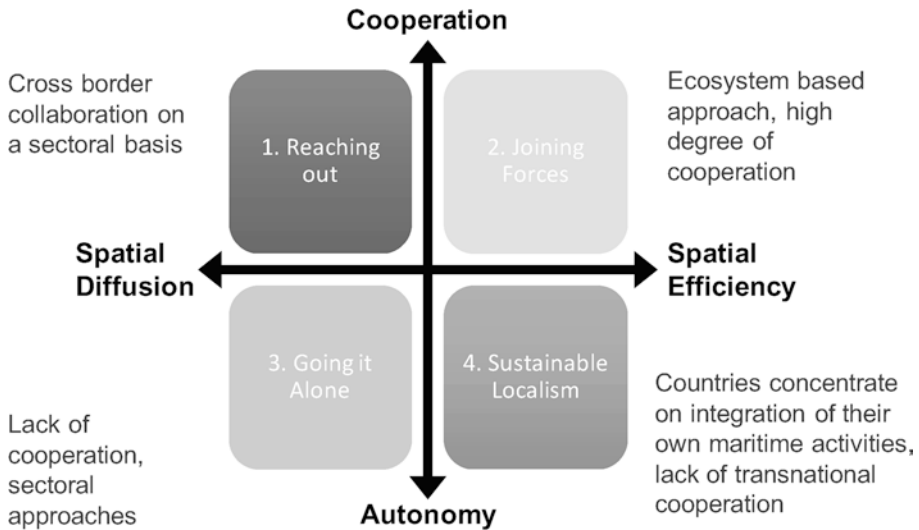 Cooperation
Cross border
collaboration on
a sectoral basis
1. Reaching
out
2. Joining
Forces
Ecosystem based
approach, high
degree of
cooperation
Spatial
Diffusion
Spatial
Efficiency
3. Going it
Alone
4. Sustainable
Localism
Lack of
cooperation,
sectoral
approaches
Countries concentrate
on integration of their
own maritime activities,
lack of transnational
cooperation
Autonomy